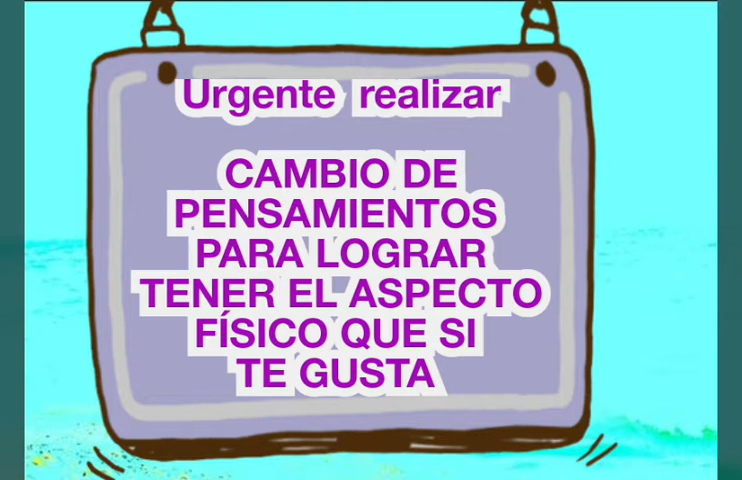 Urgente realizar
CAMBIO DE
PENSAMIENTOS
PARA LOGRAR
TENER EL ASPECTO
FÍSICO QUE SI
TE GUSTA